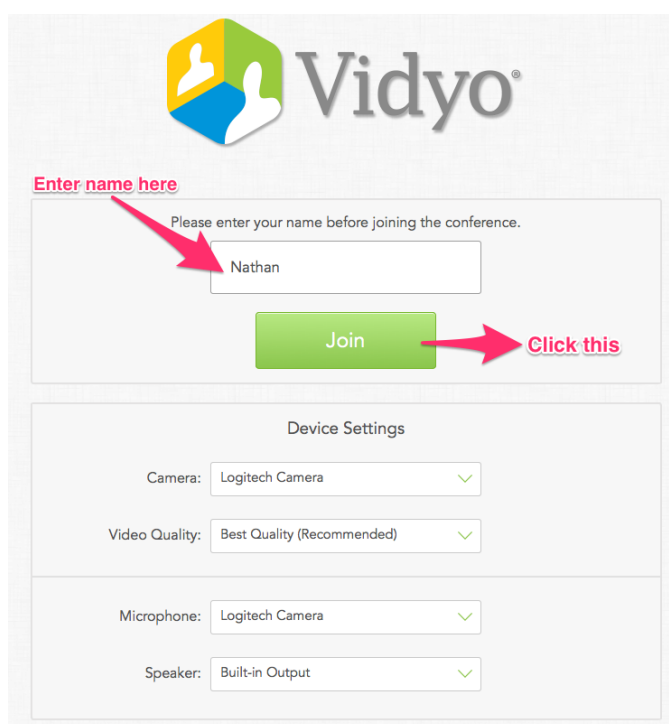 Vidyo®
Enter name here
Please enter your name before joining the conference.
Nathan
Join
Click this
Device Settings
Camera: Logitech Camera
Video Quality: Best Quality (Recommended)
Microphone: Logitech Camera
Speaker: Built-in Output